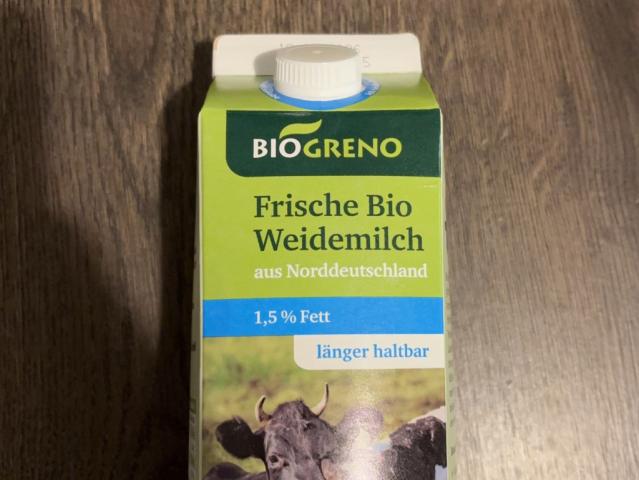 BIOGRENO
Frische Bio
Weidemilch
aus Norddeutschland
1,5 % Fett
länger haltbar